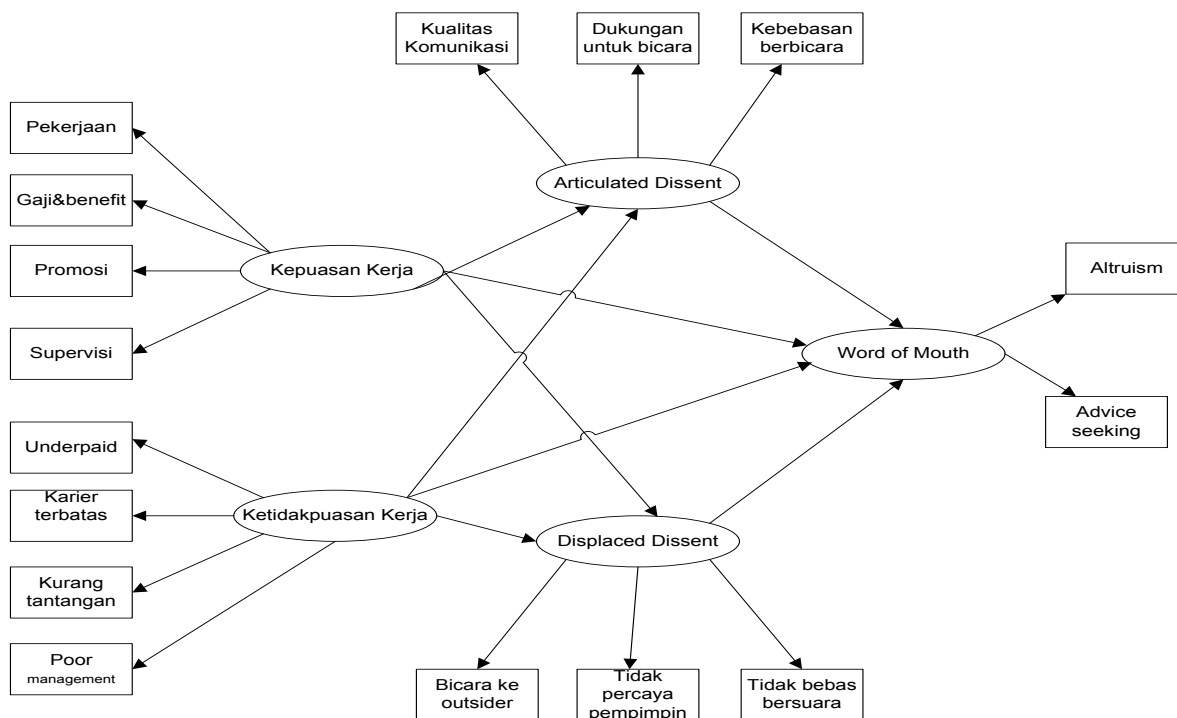 Kualitas
Komunikasi
Dukungan
untuk bicara
Kebebasan
berbicara
Pekerjaan
Gaji&benefit
Promosi
Supervisi
Articulated Dissent
Kepuasan Kerja
Altruism
Word of Mouth
Advice
seeking
Underpaid
Karier
terbatas
Kurang
tantangan
Poor
management
Ketidakpuasan Kerja
Displaced Dissent
Bicara ke
outsider
Tidak
percaya
pempimpin
Tidak bebas
bersuara